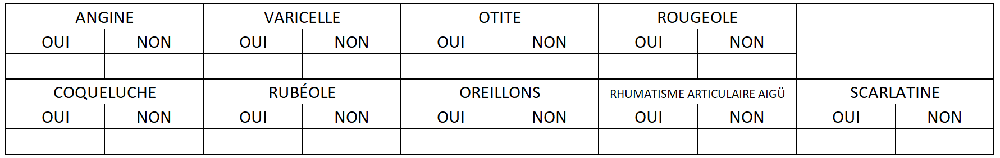 ANGINE VARICELLE OTITE ROUGEOLE
OUI NON OUI NON OUI NON OUI NON
COQUELUCHE RUBÉOLE OREILLONS RHUMATISME ARTICULAIRE AIGÜ SCARLATINE
OUI NON OUI NON OUI NON OUI NON OUI NON